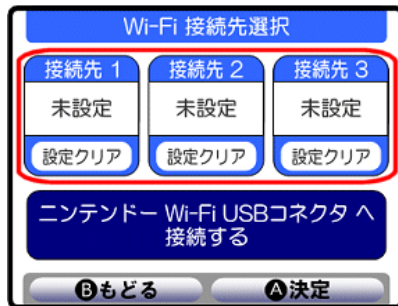 Wi-Fi 接続先選択
接続先 1 接続先 2 接続先 3
未設定 未設定 未設定
設定クリア 設定クリア 設定クリア
ニンテンドー Wi-Fi USBコネクタ へ
接続する
Bもどる A決定